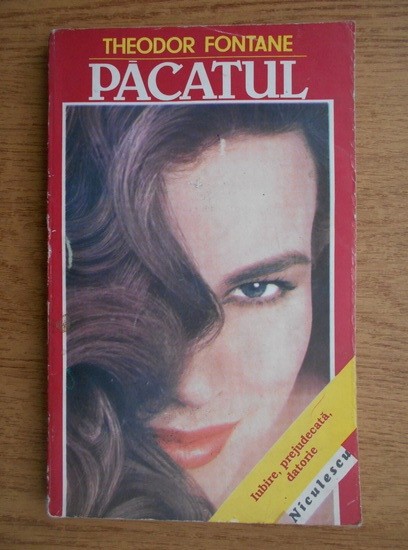 THEODOR FONTANE
PĂCATUL
Iubire, prejudecată,
datorie
Niculescu